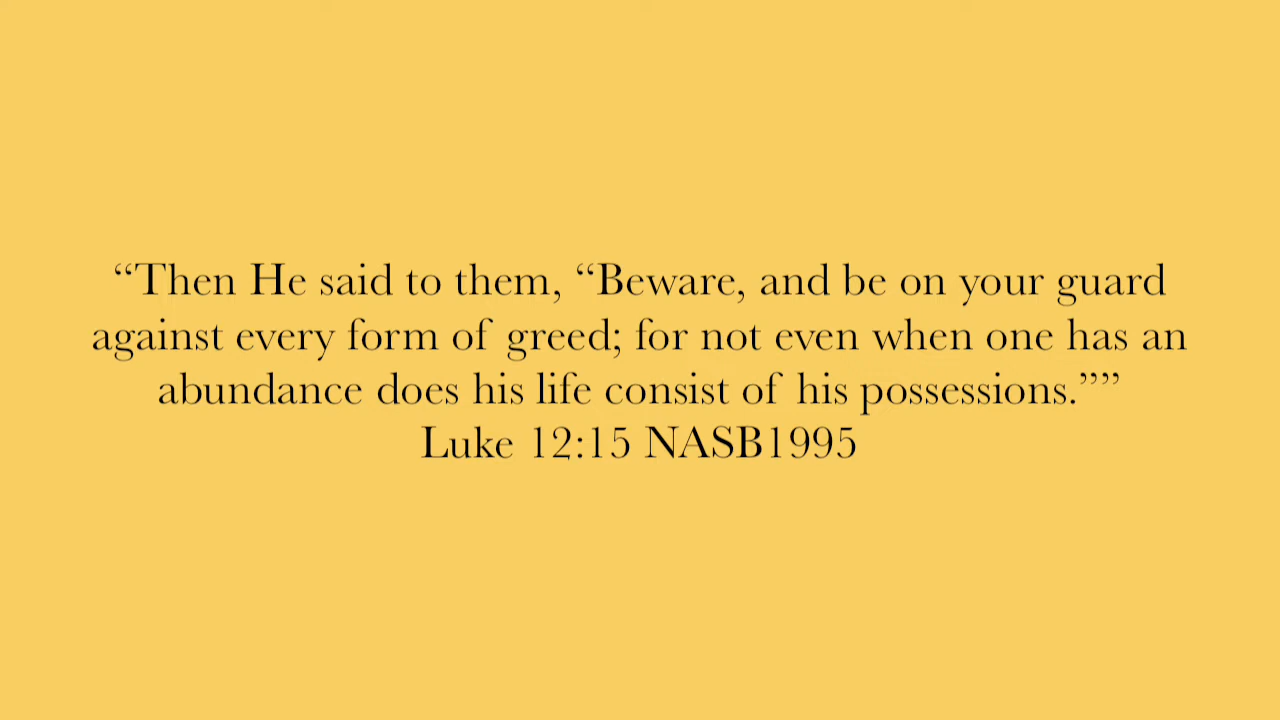 “Then He said to them, “Beware, and be on your guard
against every form of greed; for not even when one has an
abundance does his life consist of his possessions.””
Luke 12:15 NASB1995